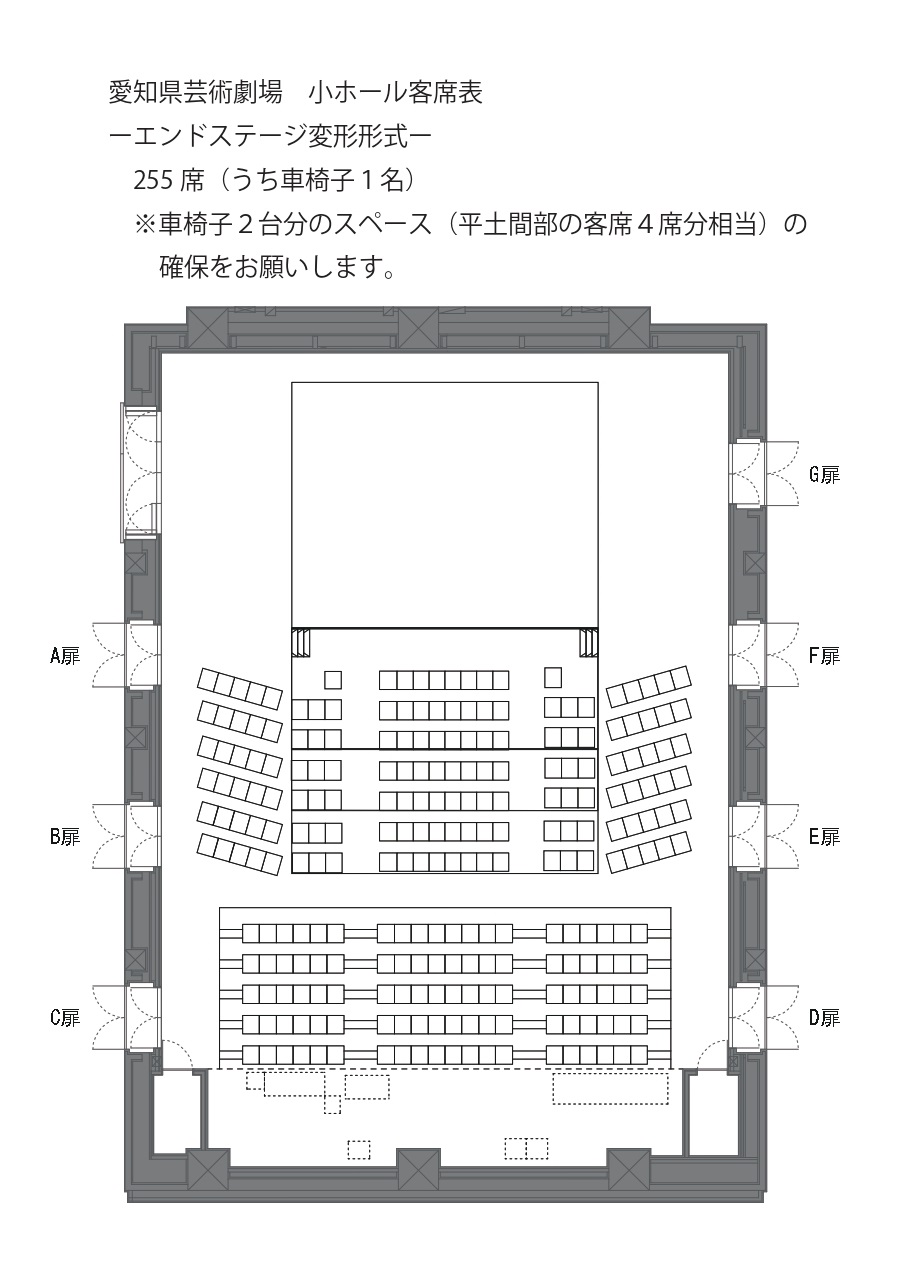 愛知県芸術劇場　小ホール客席表
ーエンドステージ変形形式ー
255 席（うち車椅子 1 名）
※車椅子２台分のスペース（平土間部の客席４席分相当）の
確保をお願いします。
G扉
A扉
F扉
B扉
E扉
C扉
D扉